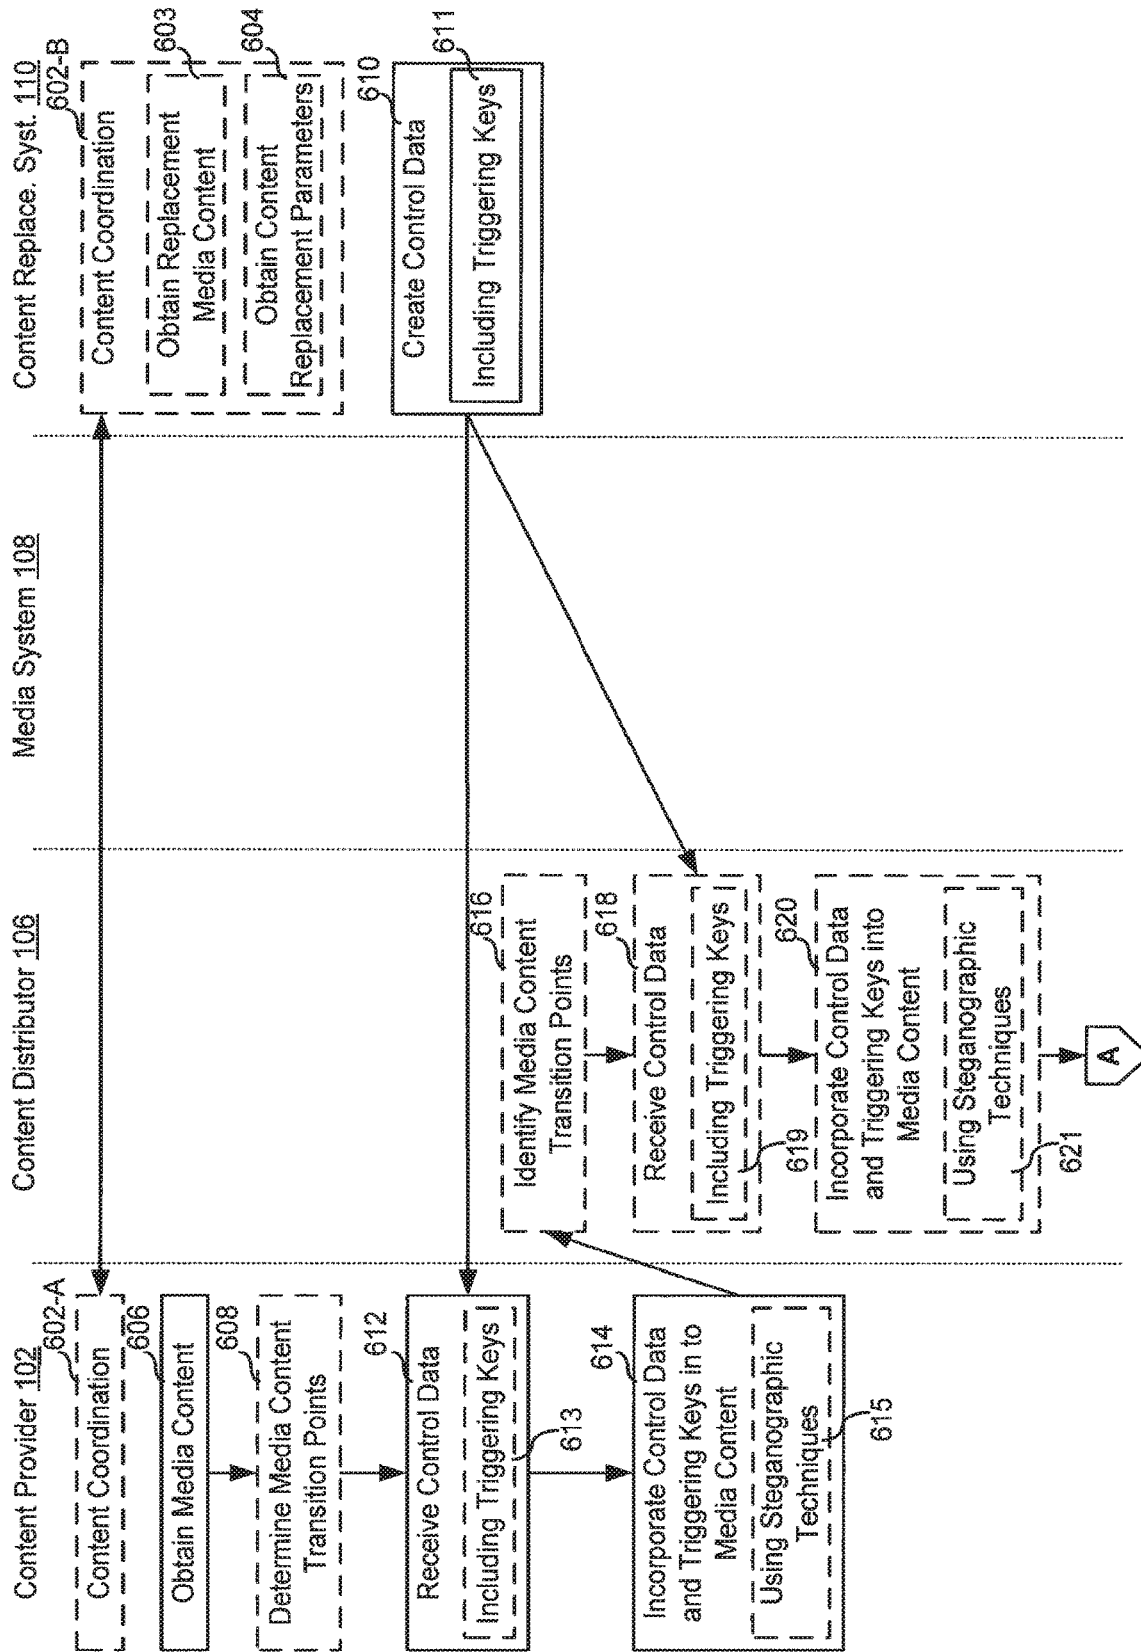 Content Provider 102
602-A
Content Coordination
606
Obtain Media Content
608
Determine Media Content
Transition Points
612
Receive Control Data
Including Triggering Keys
613
614
Incorporate Control Data
and Triggering Keys in to
Media Content
Using Steganographic
Techniques
615
Content Distributor 106
616
Identify Media Content
Transition Points
618
Receive Control Data
Including Triggering Keys
619
620
Incorporate Control Data
and Triggering Keys into
Media Content
Using Steganographic
Techniques
621
A
Media System 108
Content Replace. Syst. 110
602-B
Content Coordination
603
Obtain Replacement
Media Content
604
Obtain Content
Replacement Parameters
610
Create Control Data
611
Including Triggering Keys